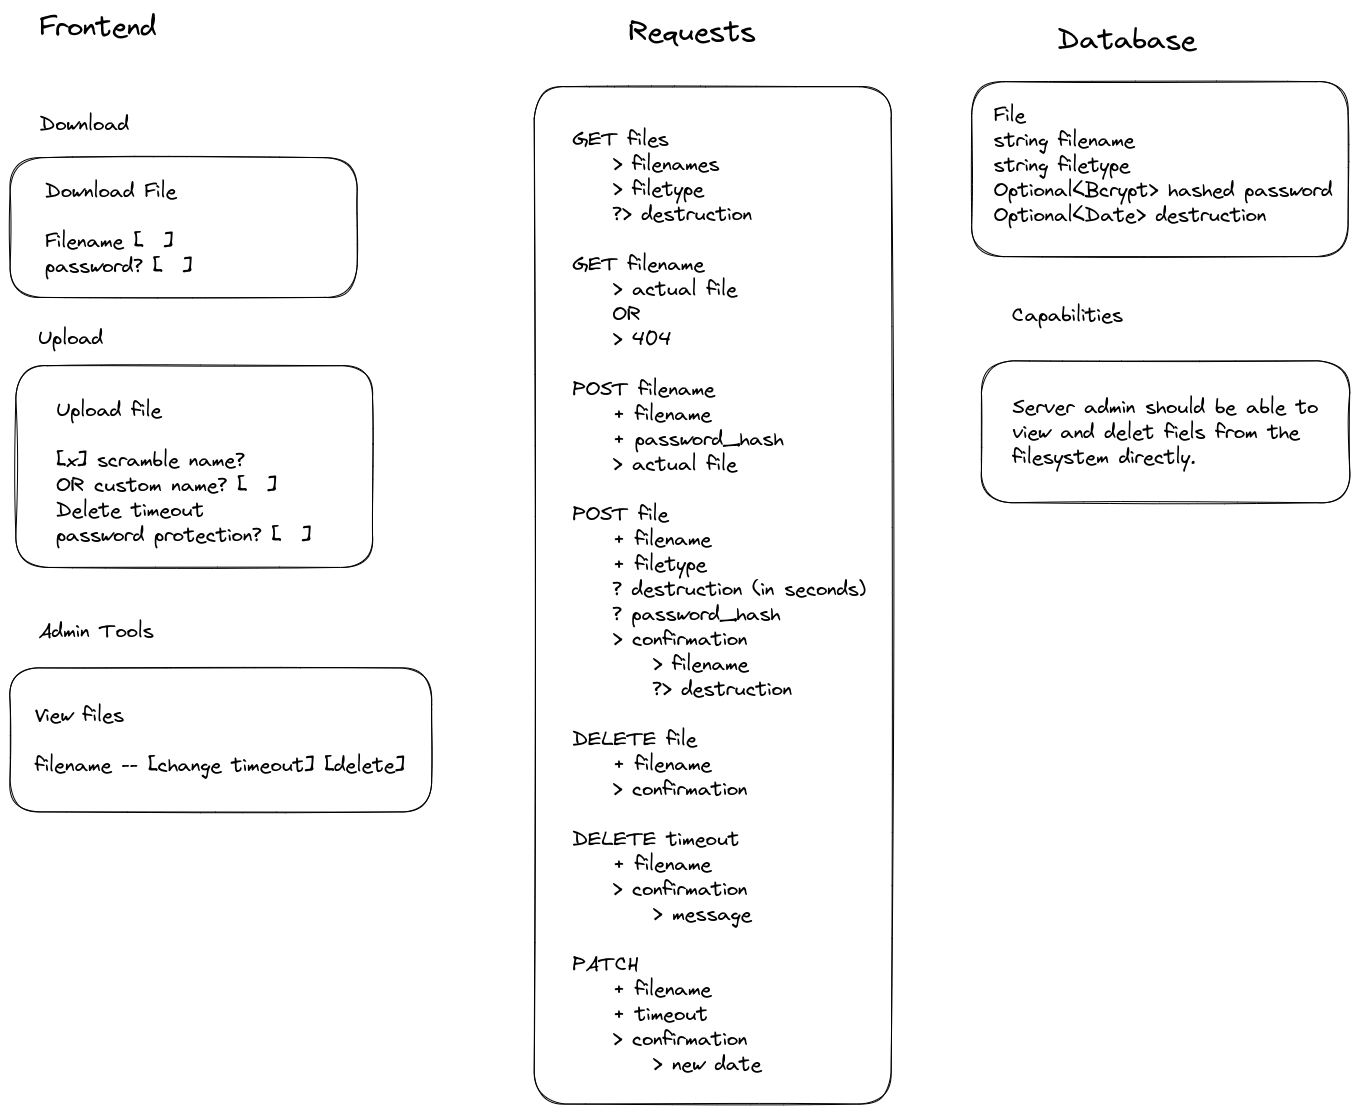 Frontend
Download
Download File
Filename [ ]
password? [ ]
Upload
Upload file
[x] scramble name?
OR custom name? [ ]
Delete timeout
password protection? [ ]
Admin Tools
View files
filename -- [change timeout] [delete]
Requests
GET files
> filenames
> filetype
?> destruction
GET filename
> actual file
OR
> 404
POST filename
+ filename
+ password_hash
> actual file
POST file
+ filename
+ filetype
? destruction (in seconds)
? password_hash
> confirmation
> filename
?> destruction
DELETE file
+ filename
> confirmation
DELETE timeout
+ filename
> confirmation
> message
PATCH
+ filename
+ timeout
> confirmation
> new date
Database
File
string filename
string filetype
Optional<Bcrypt> hashed password
Optional<Date> destruction
Capabilities
Server admin should be able to
view and delet fiels from the
filesystem directly.